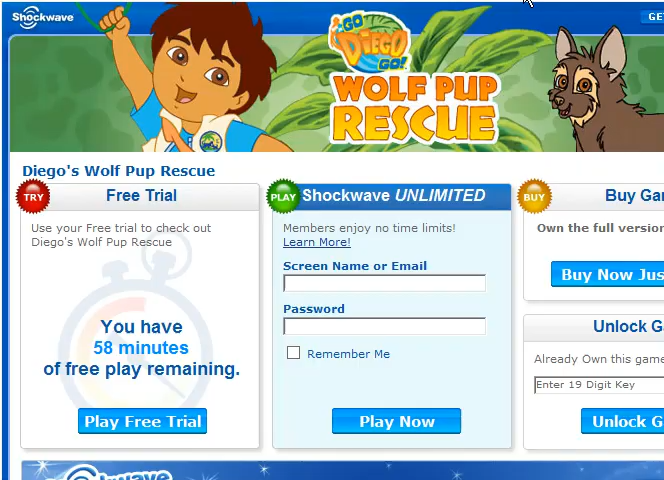 Shockwave
GE
GO
DIEGO
GO!
WOLF PUP
RESCUE
Diego's Wolf Pup Rescue
TRY
Free Trial
Use your Free trial to check out
Diego's Wolf Pup Rescue
You have
58 minutes
of free play remaining.
Play Free Trial
PLAY
Shockwave UNLIMITED
Members enjoy no time limits!
Learn More!
Screen Name or Email
Password
Remember Me
Play Now
BUY
Buy Ga
Own the full version
Buy Now Jus
Unlock G
Already Own this game
Enter 19 Digit Key
Unlock G
Shockwave